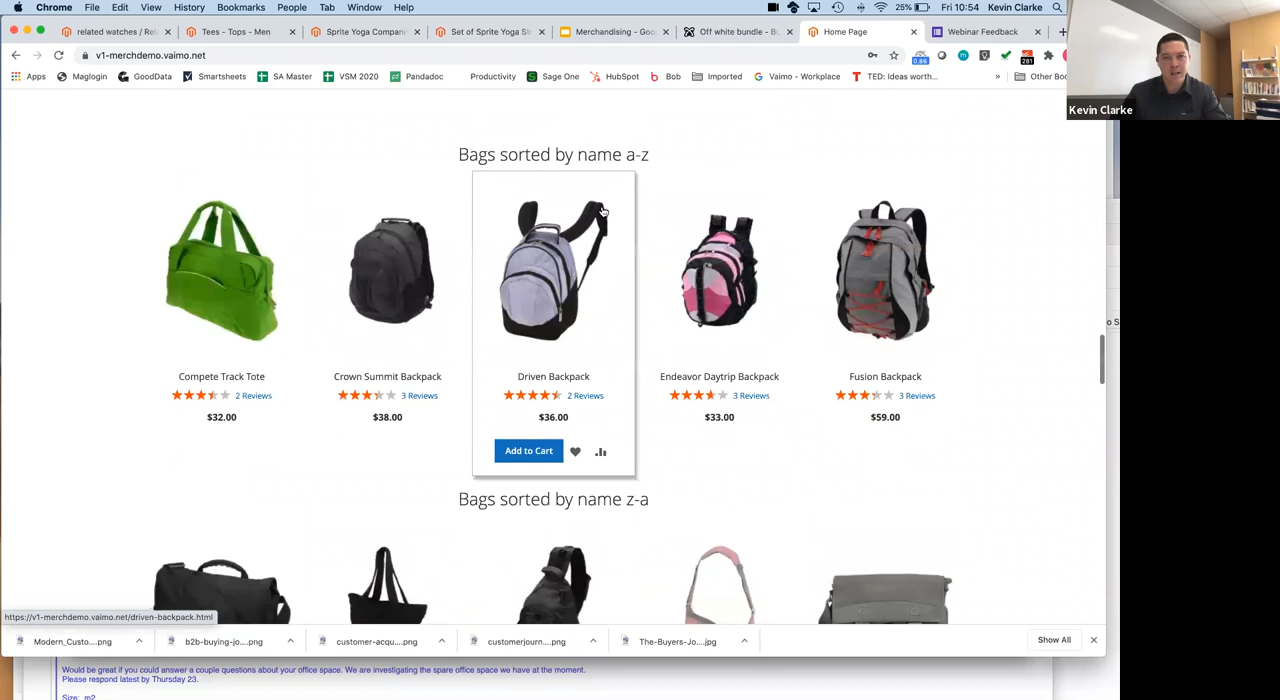 Chrome File Edit View History Bookmarks People Tab Window Help 25% Fri 10:54 Kevin Clarke
related watches / Rel Tees - Tops - Men Sprite Yoga Compani Set of Sprite Yoga St Merchandising - Goo Off white bundle - Bu Home Page Webinar Feedback
v1-merchdemo.vaimo.net
0.86
281
Apps Maglogin GoodData Smartsheets SA Master VSM 2020 Pandadoc Productivity Sage One HubSpot Bob Imported Vaimo - Workplace TED: Ideas worth... » Other Boo
Kevin Clarke
Bags sorted by name a-z
Compete Track Tote Crown Summit Backpack Driven Backpack Endeavor Daytrip Backpack Fusion Backpack
2 Reviews 3 Reviews 2 Reviews 3 Reviews 3 Reviews
$32.00 $38.00 $36.00 $33.00 $59.00
Add to Cart
Bags sorted by name z-a
https://v1-merchdemo.vaimo.net/driven-backpack.html
Modern_Custo....png b2b-buying-jo....png customer-acqu....png customerjourn....png The-Buyers-Jo....jpg Show All
Would be great if you could answer a couple questions about your office space. We are investigating the spare office space we have at the moment.
Please respond latest by Thursday 23.
Size: m2